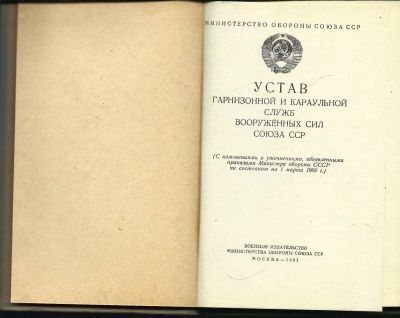 МИНИСТЕРСТВО ОБОРОНЫ СОЮЗА ССР
УСТАВ
ГАРНИЗОННОЙ И КАРАУЛЬНОЙ
СЛУЖБ
ВООРУЖЁННЫХ СИЛ
СОЮЗА ССР
(С изменениями и уточнениями, объявленными
приказами Министра обороны СССР
по состоянию на 1 марта 1963 г.)
ВОЕННОЕ ИЗДАТЕЛЬСТВО
МИНИСТЕРСТВА ОБОРОНЫ СОЮЗА ССР
МОСКВА — 1963